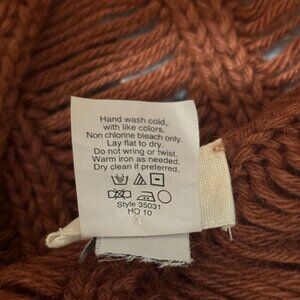 Hand wash cold,
with like colors.
Non chlorine bleach only.
Lay flat to dry.
Do not wring or twist.
Warm iron as needed.
Dry clean if preferred.
Style 35031
HO 10